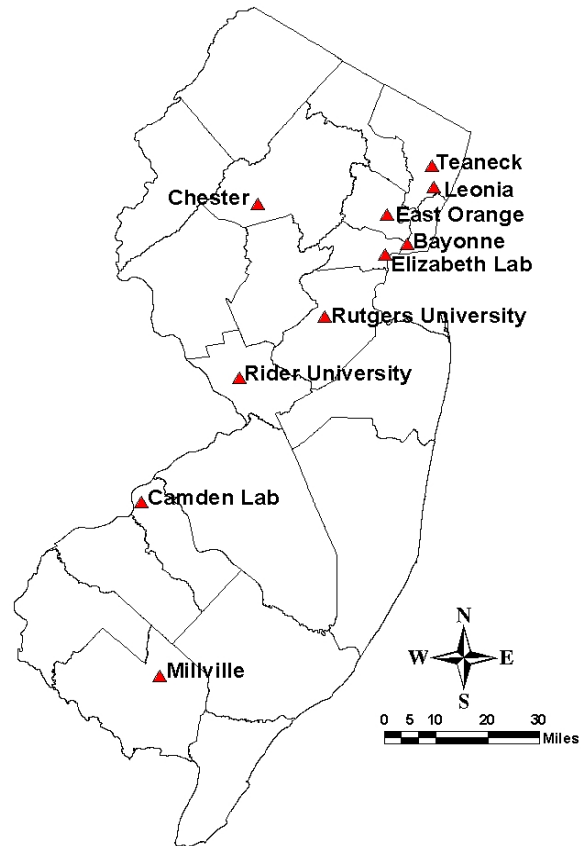 Teaneck
Leonia
Chester
East Orange
Bayonne
Elizabeth Lab
Rutgers University
Rider University
Camden Lab
Millville
N
W E
S
0 5 10 20 30
Miles